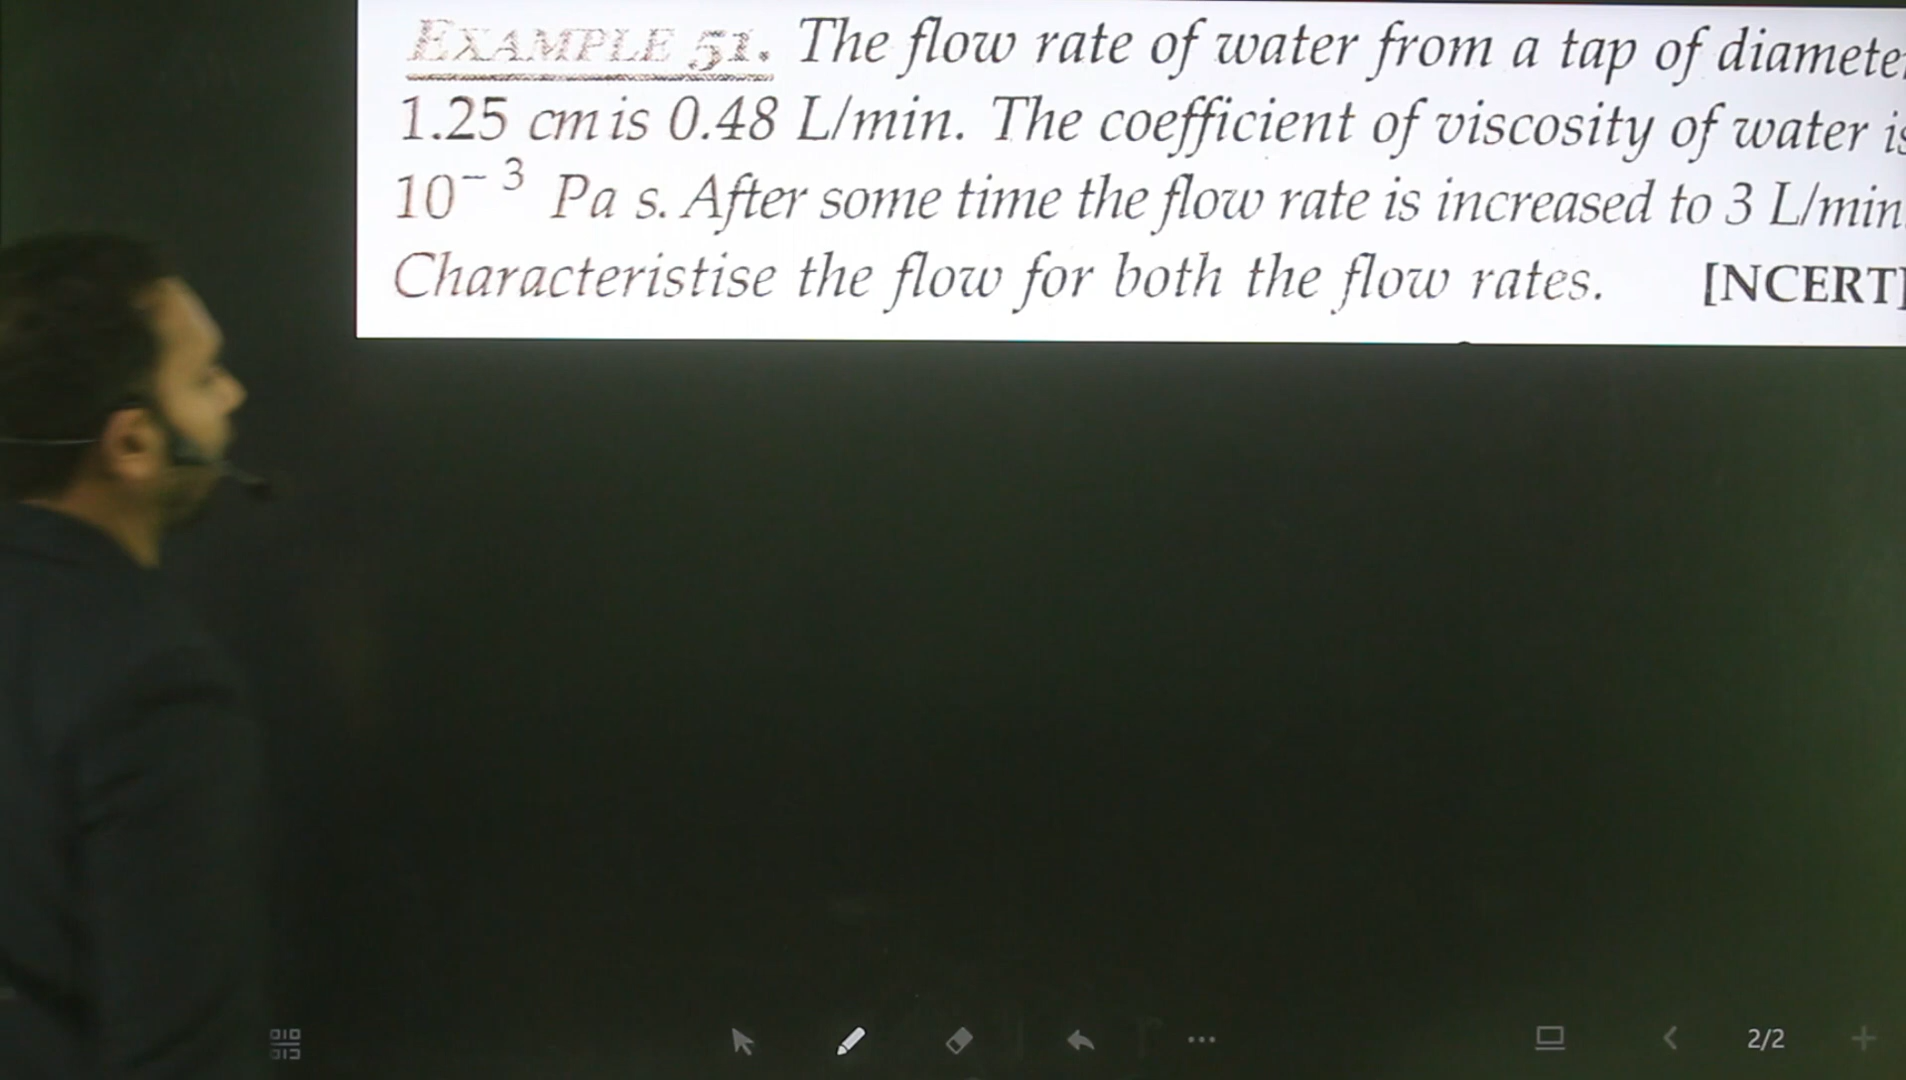 EXAMPLE 51. The flow rate of water from a tap of diamete
1.25 cm is 0.48 L/min. The coefficient of viscosity of water is
10⁻³ Pa s. After some time the flow rate is increased to 3 L/min.
Characteristise the flow for both the flow rates. [NCERT]
2/2